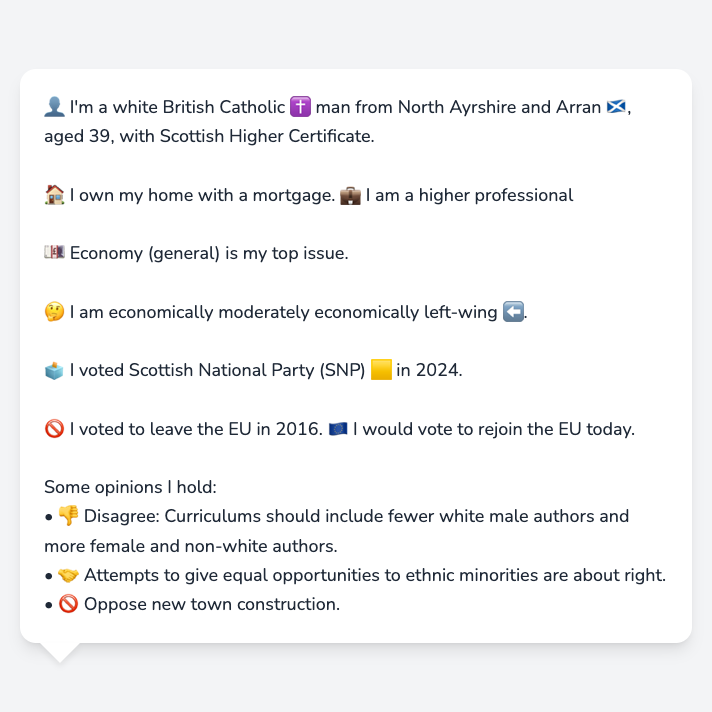 👤 I'm a white British Catholic ✝️ man from North Ayrshire and Arran 🏴󠁧󠁢󠁳󠁣󠁴󠁿,
aged 39, with Scottish Higher Certificate.
🏠 I own my home with a mortgage. 💼 I am a higher professional
💷 Economy (general) is my top issue.
🤔 I am economically moderately economically left-wing ⬅️.
🗳️ I voted Scottish National Party (SNP) 🟨 in 2024.
🚫 I voted to leave the EU in 2016. 🇪🇺 I would vote to rejoin the EU today.
Some opinions I hold:
• 👎 Disagree: Curriculums should include fewer white male authors and
more female and non-white authors.
• 🤝 Attempts to give equal opportunities to ethnic minorities are about right.
• 🚫 Oppose new town construction.